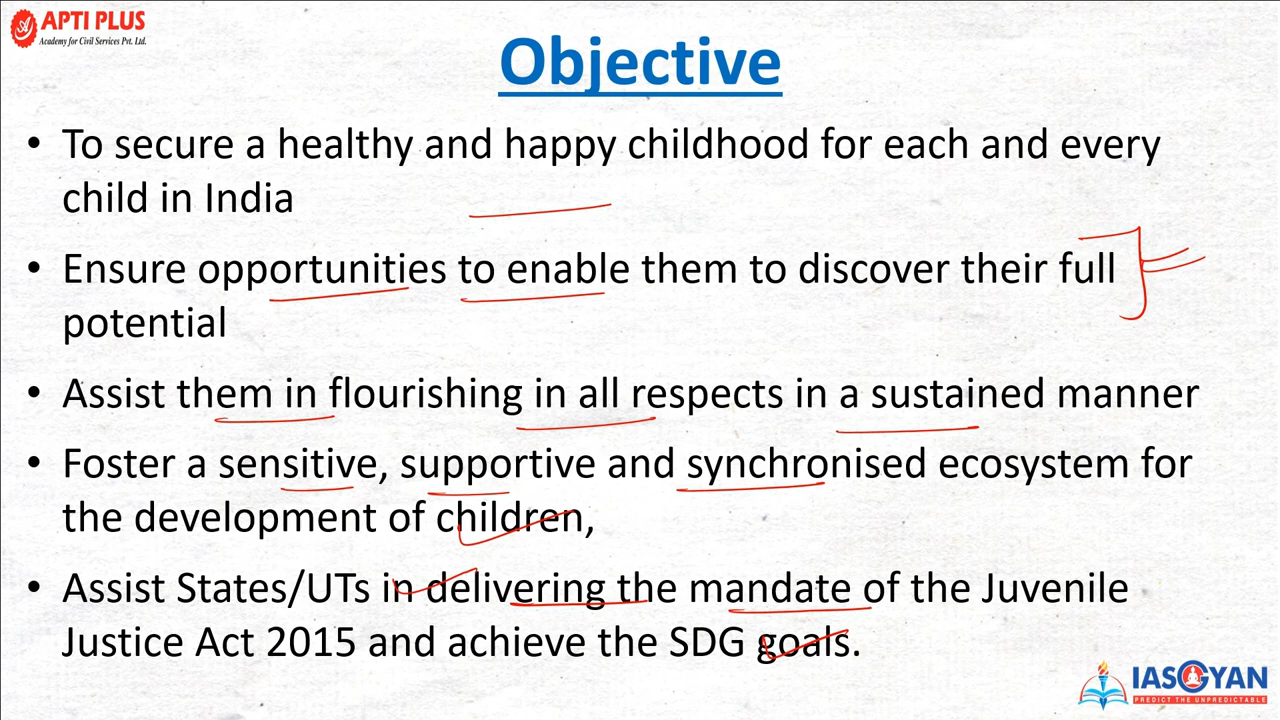 APTI PLUS
Academy for Civil Services Pvt. Ltd.
Objective
• To secure a healthy and happy childhood for each and every
child in India
• Ensure opportunities to enable them to discover their full
potential
• Assist them in flourishing in all respects in a sustained manner
• Foster a sensitive, supportive and synchronised ecosystem for
the development of children,
• Assist States/UTs in delivering the mandate of the Juvenile
Justice Act 2015 and achieve the SDG goals.
IASGYAN
PREDICT THE UNPREDICTABLE